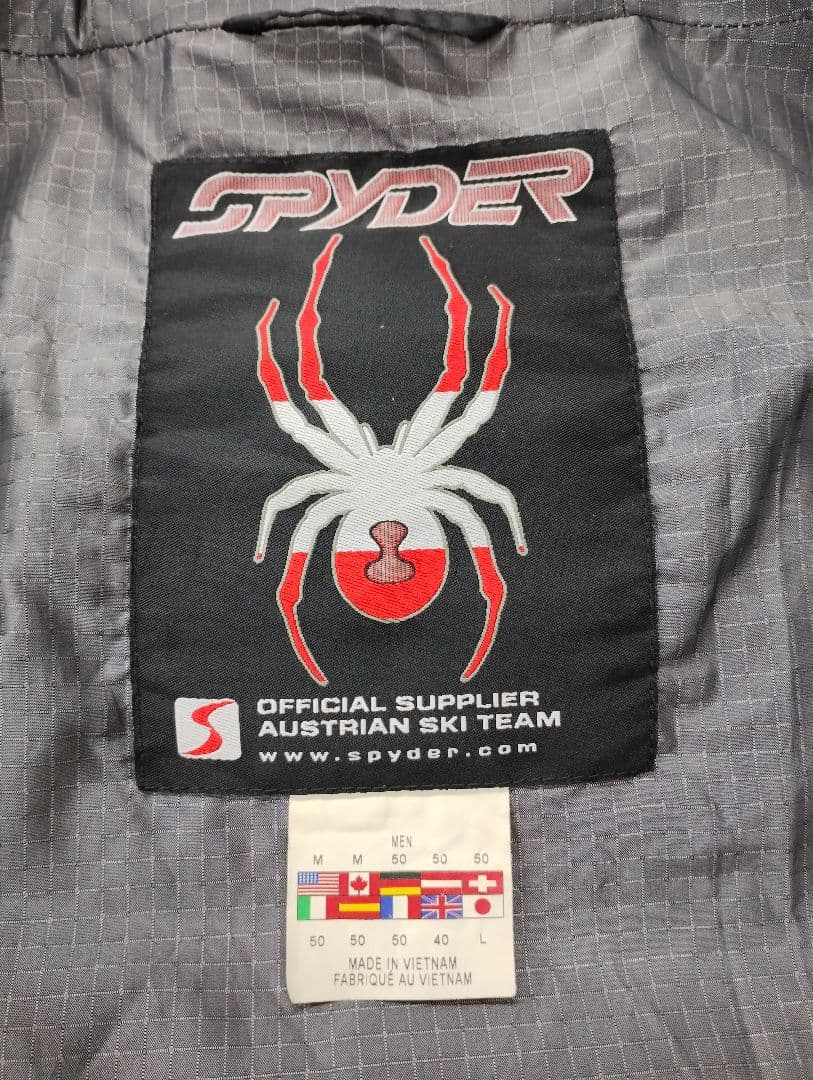 SPYDER
OFFICIAL SUPPLIER
AUSTRIAN SKI TEAM
www.spyder.com
MEN
M M 50 50 50
50 50 50 40 L
MADE IN VIETNAM
FABRIQUÉ AU VIETNAM